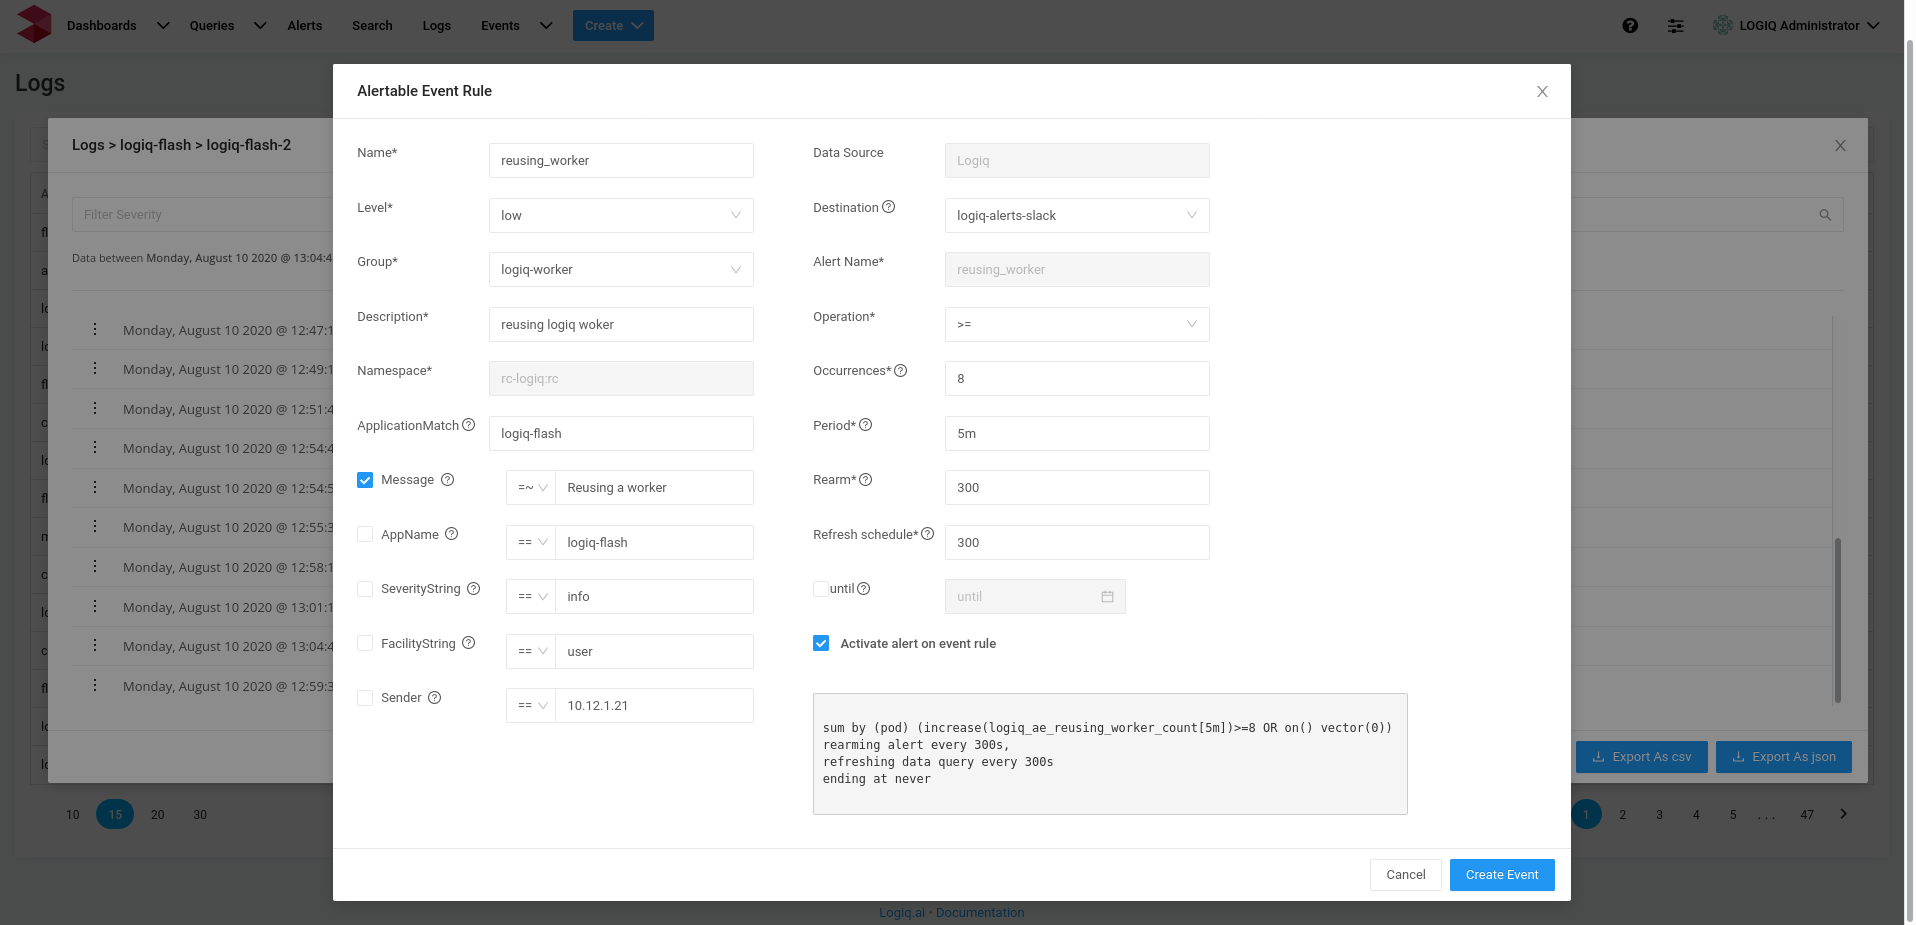 Dashboards Queries Alerts Search Logs Events Create LOGIQ Administrator
Logs
Logs > logiq-flash > logiq-flash-2
Filter Severity
Data between Monday, August 10 2020 @ 13:04:4
Monday, August 10 2020 @ 12:47:1
Monday, August 10 2020 @ 12:49:1
Monday, August 10 2020 @ 12:51:4
Monday, August 10 2020 @ 12:54:4
Monday, August 10 2020 @ 12:54:5
Monday, August 10 2020 @ 12:55:3
Monday, August 10 2020 @ 12:58:1
Monday, August 10 2020 @ 13:01:1
Monday, August 10 2020 @ 13:04:4
Monday, August 10 2020 @ 12:59:3
Export As csv Export As json
10 15 20 30
1 2 3 4 5 ... 47
Alertable Event Rule
Name* reusing_worker
Level* low
Group* logiq-worker
Description* reusing logiq woker
Namespace* rc-logiq:rc
ApplicationMatch logiq-flash
Message =~ Reusing a worker
AppName == logiq-flash
SeverityString == info
FacilityString == user
Sender == 10.12.1.21
Data Source Logiq
Destination logiq-alerts-slack
Alert Name* reusing_worker
Operation* >=
Occurrences* 8
Period* 5m
Rearm* 300
Refresh schedule* 300
until until
Activate alert on event rule
sum by (pod) (increase(logiq_ae_reusing_worker_count[5m])>=8 OR on() vector(0))
rearming alert every 300s,
refreshing data query every 300s
ending at never
Cancel Create Event
Logiq.ai • Documentation